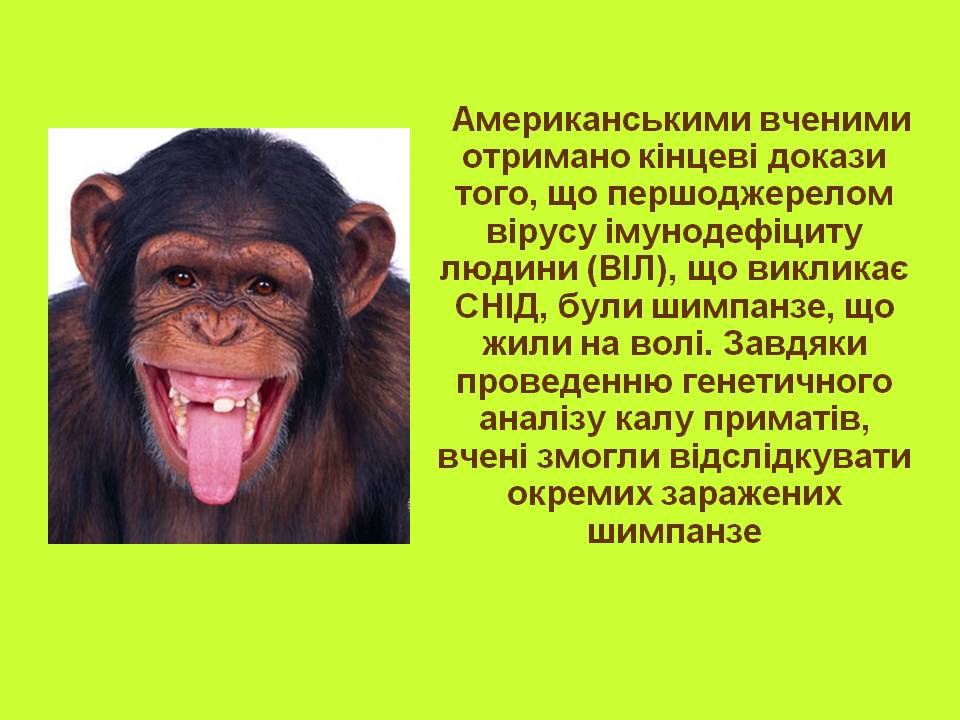 Американськими вченими
отримано кінцеві докази
того, що першоджерелом
вірусу імунодефіциту
людини (ВІЛ), що викликає
СНІД, були шимпанзе, що
жили на волі. Завдяки
проведенню генетичного
аналізу калу приматів,
вчені змогли відслідкувати
окремих заражених
шимпанзе